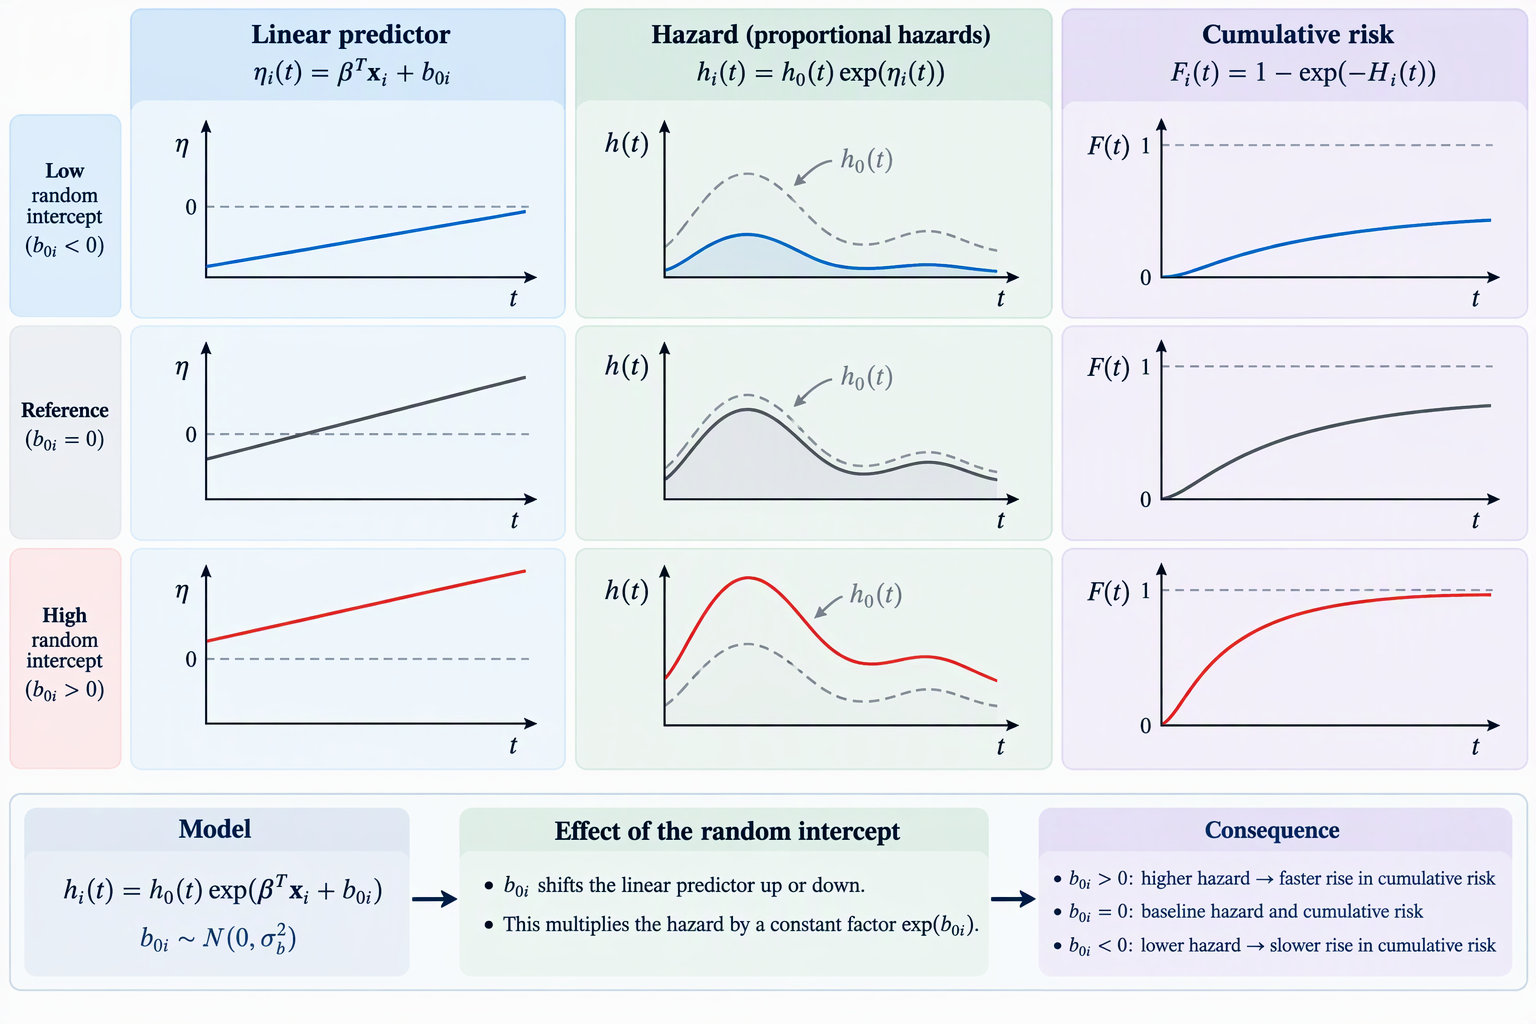 Linear predictor
ηᵢ(t) = βᵀxᵢ + b₀ᵢ
Hazard (proportional hazards)
hᵢ(t) = h₀(t) exp(ηᵢ(t))
Cumulative risk
Fᵢ(t) = 1 − exp(−Hᵢ(t))
Low
random
intercept
(b₀ᵢ < 0)
η
0
t
h(t)
h₀(t)
t
F(t) 1
0
t
Reference
(b₀ᵢ = 0)
η
0
t
h(t)
h₀(t)
t
F(t) 1
0
t
High
random
intercept
(b₀ᵢ > 0)
η
0
t
h(t)
h₀(t)
t
F(t) 1
0
t
Model
hᵢ(t) = h₀(t) exp(βᵀxᵢ + b₀ᵢ)
b₀ᵢ ∼ N(0, σ_b²)
Effect of the random intercept
• b₀ᵢ shifts the linear predictor up or down.
• This multiplies the hazard by a constant factor exp(b₀ᵢ).
Consequence
• b₀ᵢ > 0: higher hazard → faster rise in cumulative risk
• b₀ᵢ = 0: baseline hazard and cumulative risk
• b₀ᵢ < 0: lower hazard → slower rise in cumulative risk